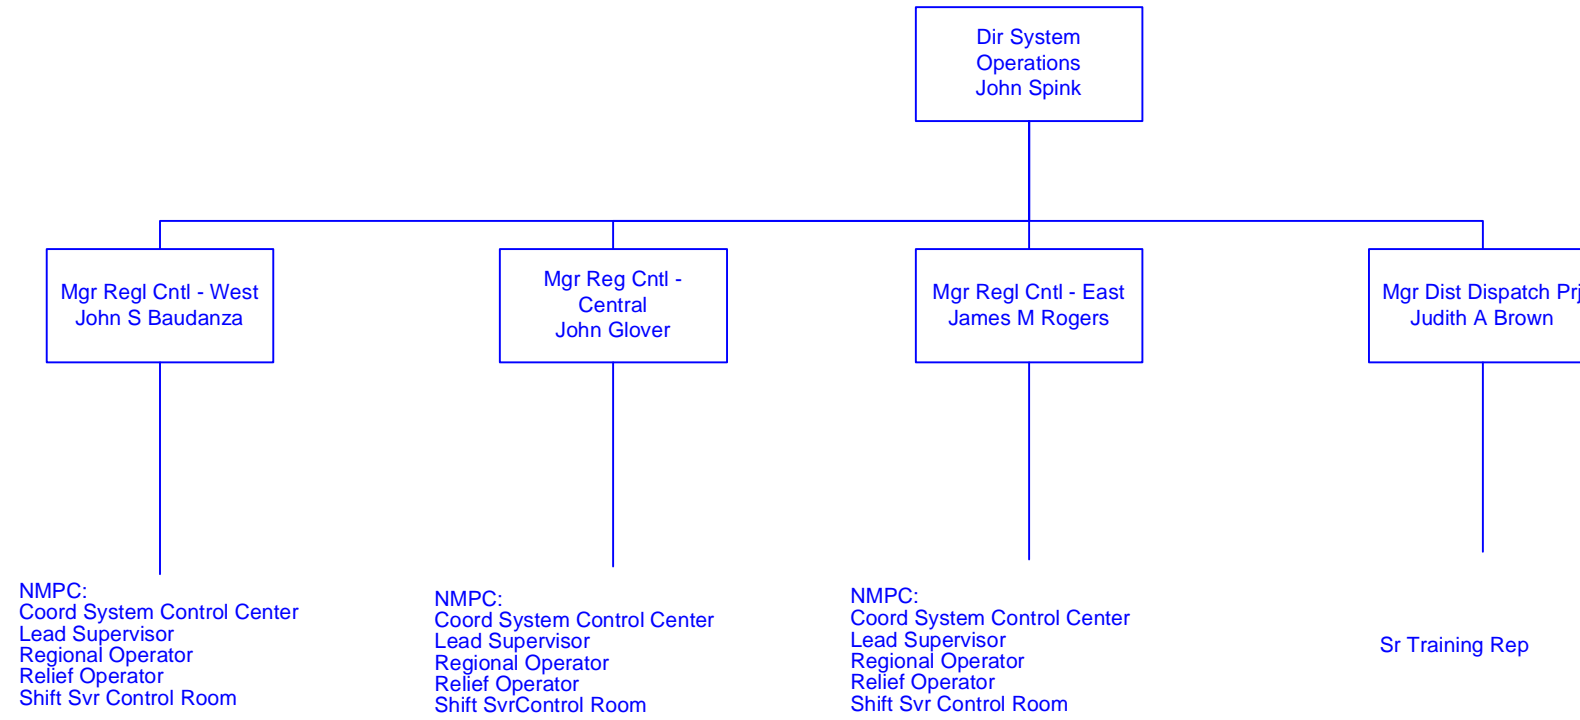 Dir System
Operations
John Spink
Mgr Regl Cntl - West
John S Baudanza
Mgr Reg Cntl -
Central
John Glover
Mgr Regl Cntl - East
James M Rogers
Mgr Dist Dispatch Prj
Judith A Brown
NMPC:
Coord System Control Center
Lead Supervisor
Regional Operator
Relief Operator
Shift Svr Control Room
NMPC:
Coord System Control Center
Lead Supervisor
Regional Operator
Relief Operator
Shift SvrControl Room
NMPC:
Coord System Control Center
Lead Supervisor
Regional Operator
Relief Operator
Shift Svr Control Room
Sr Training Rep